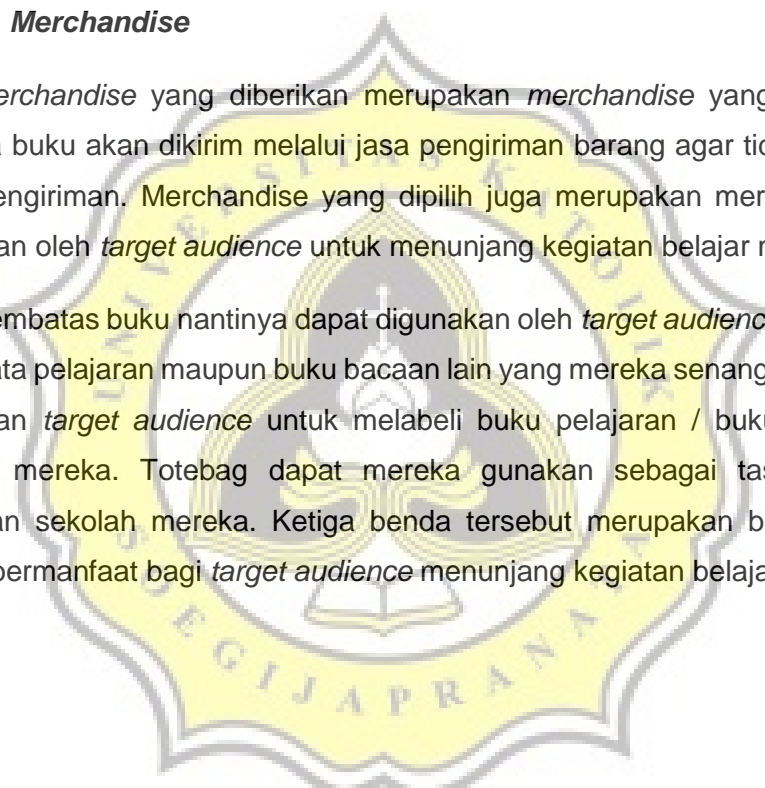 Merchandise
erchandise yang diberikan merupakan merchandise yang
buku akan dikirim melalui jasa pengiriman barang agar
engiriman. Merchandise yang dipilih juga merupakan mer
an oleh target audience untuk menunjang kegiatan belajar
embatas buku nantinya dapat digunakan oleh target audienc
ata pelajaran maupun buku bacaan lain yang mereka senang
an target audience untuk melabeli buku pelajaran / buku
mereka. Totebag dapat mereka gunakan sebagai tas
an sekolah mereka. Ketiga benda tersebut merupakan b
bermanfaat bagi target audience menunjang kegiatan belaja
UNIVERSITAS KATOLIK
SOEGIJAPRANATA